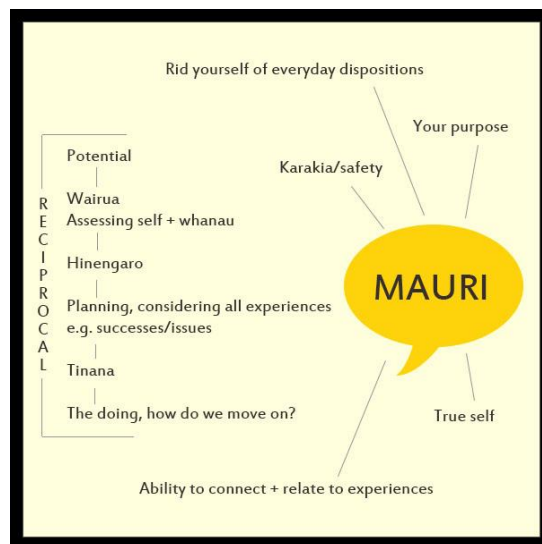 Rid yourself of everyday dispositions
Your purpose
Karakia/safety
MAURI
True self
Ability to connect + relate to experiences
RECIPROCAL
Potential
Wairua
Assessing self + whanau
Hinengaro
Planning, considering all experiences
e.g. successes/issues
Tinana
The doing, how do we move on?